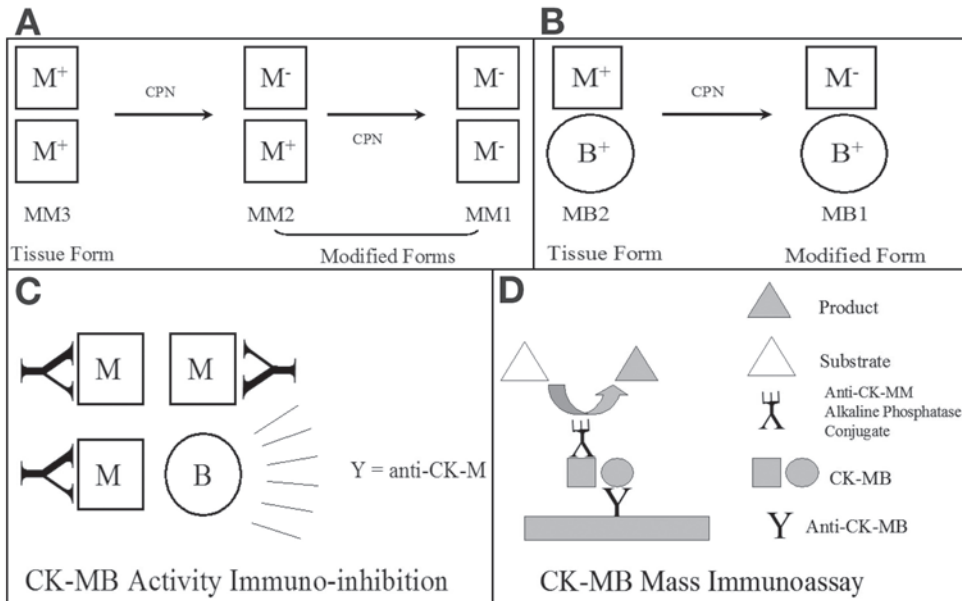 A
M⁺ M⁻ M⁻
CPN
CPN
M⁺ M⁺ M⁻
MM3 MM2 MM1
Tissue Form Modified Forms
B
M⁺ M⁻
CPN
B⁺ B⁺
MB2 MB1
Tissue Form Modified Form
C
M M
M B
Y = anti-CK-M
CK-MB Activity Immuno-inhibition
D
Product
Substrate
Anti-CK-MM
Alkaline Phosphatase
Conjugate
CK-MB
Y Anti-CK-MB
CK-MB Mass Immunoassay